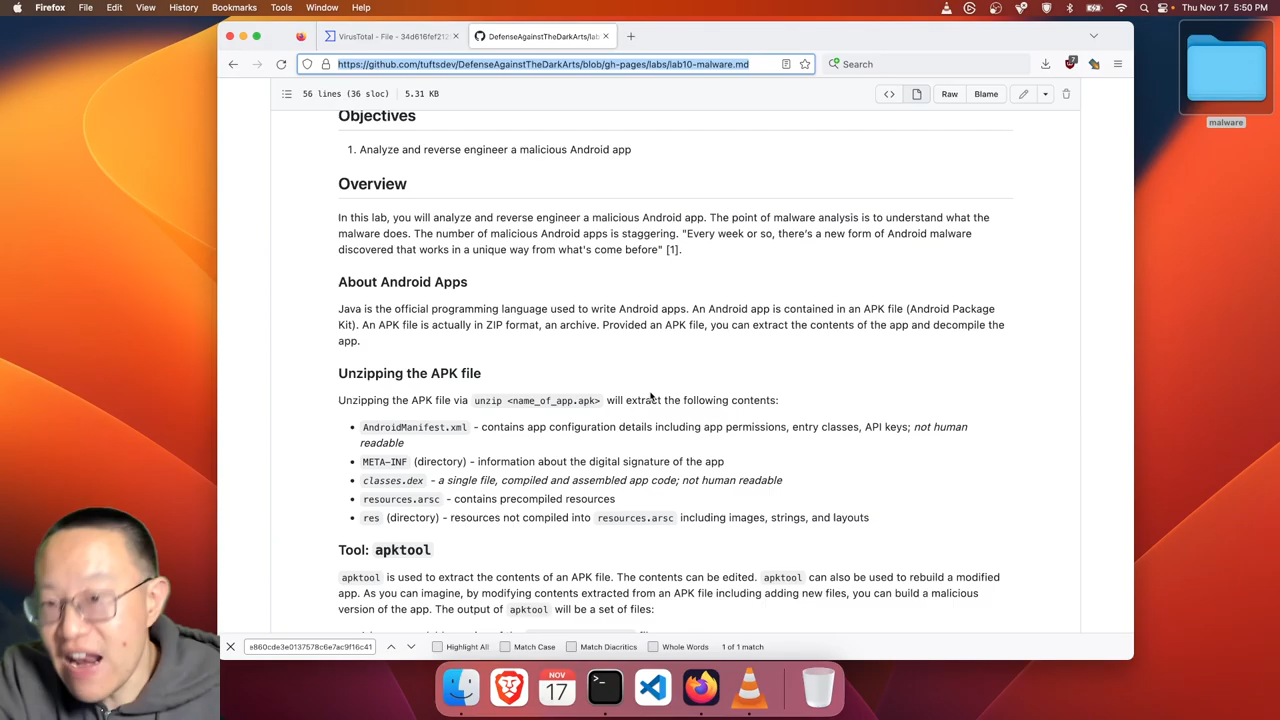 Firefox File Edit View History Bookmarks Tools Window Help
Thu Nov 17 5:50 PM
VirusTotal - File - 34d616fef212
DefenseAgainstTheDarkArts/lab
https://github.com/tuftsdev/DefenseAgainstTheDarkArts/blob/gh-pages/labs/lab10-malware.md
Search
7
malware
56 lines (36 sloc) 5.31 KB
Raw Blame
Objectives
1. Analyze and reverse engineer a malicious Android app
Overview
In this lab, you will analyze and reverse engineer a malicious Android app. The point of malware analysis is to understand what the
malware does. The number of malicious Android apps is staggering. "Every week or so, there's a new form of Android malware
discovered that works in a unique way from what's come before" [1].
About Android Apps
Java is the official programming language used to write Android apps. An Android app is contained in an APK file (Android Package
Kit). An APK file is actually in ZIP format, an archive. Provided an APK file, you can extract the contents of the app and decompile the
app.
Unzipping the APK file
Unzipping the APK file via unzip <name_of_app.apk> will extract the following contents:
• AndroidManifest.xml - contains app configuration details including app permissions, entry classes, API keys; not human
readable
• META-INF (directory) - information about the digital signature of the app
• classes.dex - a single file, compiled and assembled app code; not human readable
• resources.arsc - contains precompiled resources
• res (directory) - resources not compiled into resources.arsc including images, strings, and layouts
Tool: apktool
apktool is used to extract the contents of an APK file. The contents can be edited. apktool can also be used to rebuild a modified
app. As you can imagine, by modifying contents extracted from an APK file including adding new files, you can build a malicious
version of the app. The output of apktool will be a set of files:
e860cde3e0137578c6e7ac9f16c41
Highlight All Match Case Match Diacritics Whole Words 1 of 1 match
NOV
17